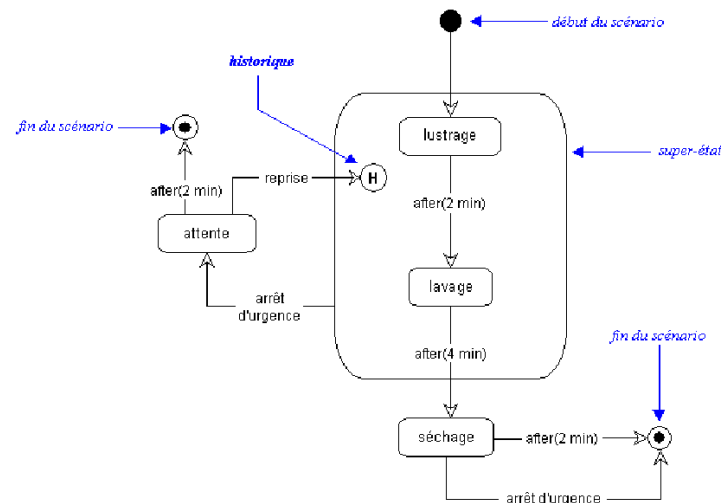 début du scénario
historique
fin du scénario
lustrage
super-état
reprise
H
after(2 min)
after(2 min)
attente
lavage
arrêt
d'urgence
fin du scénario
after(4 min)
séchage
after(2 min)
arrêt d'urgence